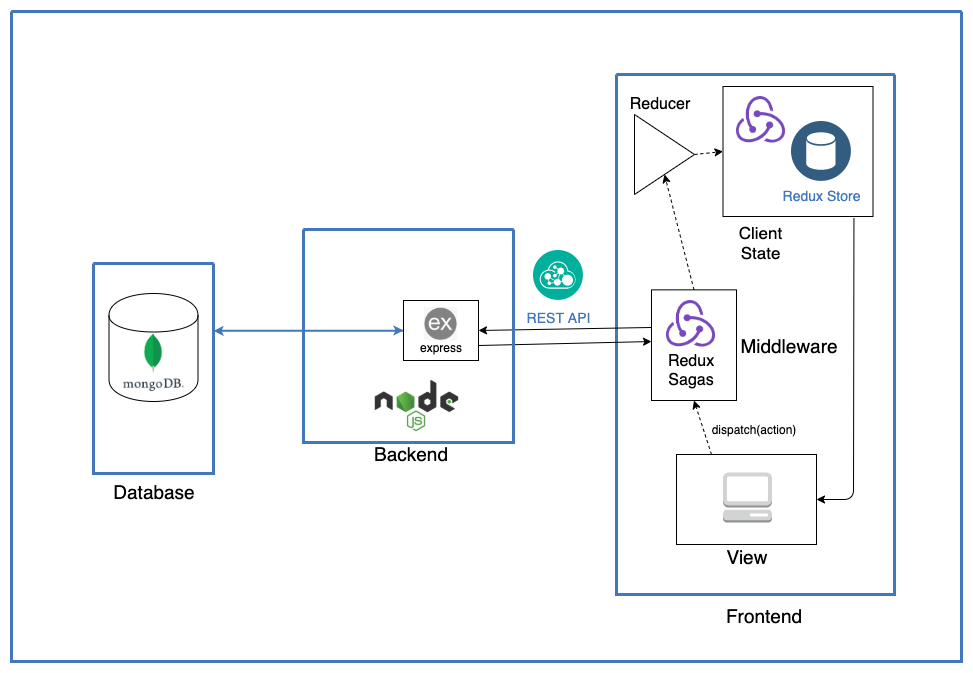 Reducer
Redux Store
Client
State
REST API
ex
express
Redux
Sagas
Middleware
mongoDB.
node
JS
Backend
dispatch(action)
Database
View
Frontend